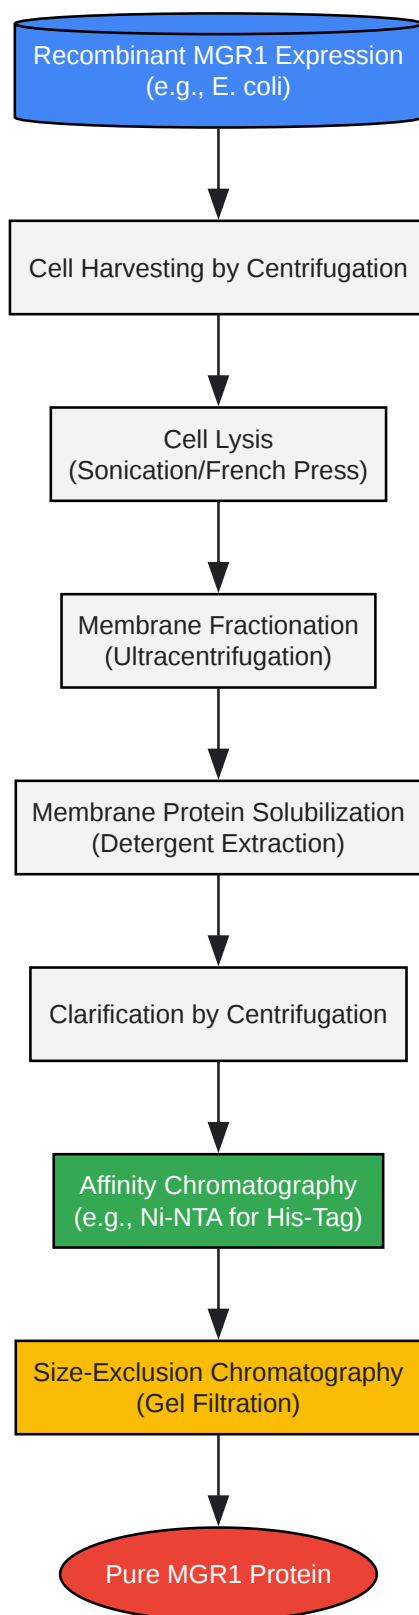 Recombinant MGR1 Expression
(e.g., E. coli)
Cell Harvesting by Centrifugation
Cell Lysis
(Sonication/French Press)
Membrane Fractionation
(Ultracentrifugation)
Membrane Protein Solubilization
(Detergent Extraction)
Clarification by Centrifugation
Affinity Chromatography
(e.g., Ni-NTA for His-Tag)
Size-Exclusion Chromatography
(Gel Filtration)
Pure MGR1 Protein